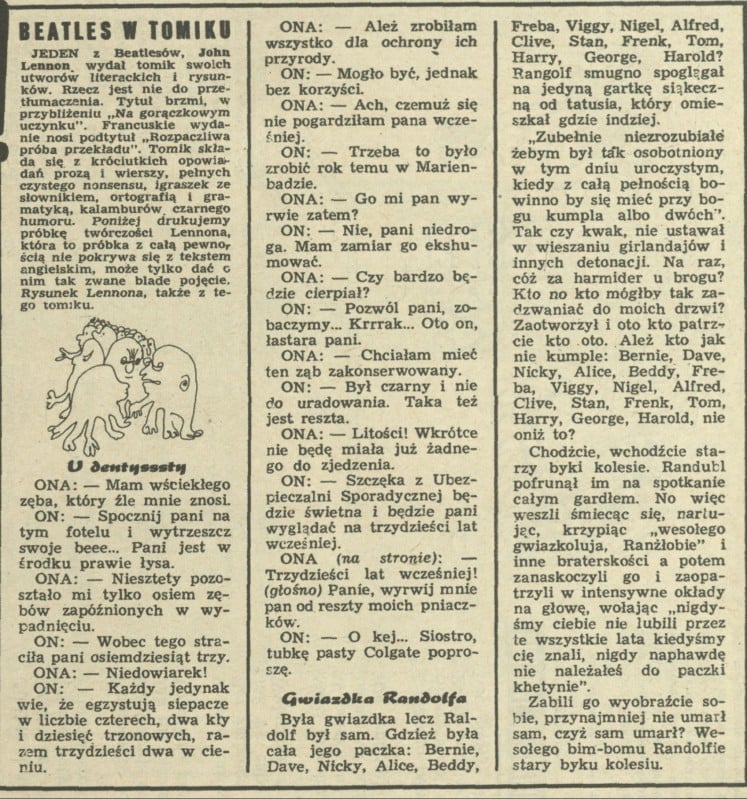 BEATLES W TOMIKU
JEDEN z Beatlesów, John
Lennon wydał tomik swoich
utworów literackich i rysun-
ków. Rzecz jest nie do prze-
tłumaczenia. Tytuł brzmi, w
przybliżeniu „Na gorączkowym
uczynku". Francuskie wyda-
nie nosi podtytuł „Rozpaczliwa
próba przekładu". Tomik skła-
da się z króciutkich opowia-
dań prozą i wierszy, pełnych
czystego nonsensu, igraszek ze
słownikiem, ortografią i gra-
matyką, kalamburów czarnego
humoru. Poniżej drukujemy
próbkę twórczości Lennona,
która to próbka z całą pewno-
ścią nie pokrywa się z tekstem
angielskim, może tylko dać o
nim tak zwane blade pojęcie.
Rysunek Lennona, także z te-
go tomiku.
U dentysssty
ONA: — Mam wściekłego
zęba, który źle mnie znosi.
ON: — Spocznij pani na
tym fotelu i wytrzeszcz
swoje beee... Pani jest w
środku prawie łysa.
ONA: — Niesztety pozo-
stało mi tylko osiem zę-
bów zapóźnionych w wy-
padnięciu.
ON: — Wobec tego stra-
ciła pani osiemdziesiąt trzy.
ONA: — Niedowiarek!
ON: — Każdy jedynak
wie, że egzystują siepacze
w liczbie czterech, dwa kły
i dziesięć trzonowych, ra-
zem trzydzieści dwa w cie-
niu.
ONA: — Ależ zrobiłam
wszystko dla ochrony ich
przyrody.
ON: — Mogło być, jednak
bez korzyści.
ONA: — Ach, czemuż się
nie pogardziłam pana wcze-
śniej.
ON: — Trzeba to było
zrobić rok temu w Marien-
badzie.
ONA: — Go mi pan wy-
rwie zatem?
ON: — Nie, pani niedro-
ga. Mam zamiar go ekshu-
mować.
ONA: — Czy bardzo bę-
dzie cierpiał?
ON: — Pozwól pani, zo-
baczymy... Krrrak... Oto on,
łastara pani.
ONA: — Chciałam mieć
ten ząb zakonserwowany.
ON: — Był czarny i nie
do uradowania. Taka też
jest reszta.
ONA: — Litości! Wkrótce
nie będę miała już żadne-
go do zjedzenia.
ON: — Szczęka z Ubez-
pieczalni Sporadycznej bę-
dzie świetna i będzie pani
wyglądać na trzydzieści lat
wcześniej.
ONA (na stronie): —
Trzydzieści lat wcześniej!
(głośno) Panie, wyrwij mnie
pan od reszty moich pniacz-
ków.
ON: — O kej... Siostro,
tubkę pasty Colgate popro-
szę.
Gwiazdka Randolfa
Była gwiazdka lecz Ral-
dolf był sam. Gdzież była
cała jego paczka: Bernie,
Dave, Nicky, Alice, Beddy,
Freba, Viggy, Nigel, Alfred,
Clive, Stan, Frenk, Tom,
Harry, George, Harold?
Rangolf smugno spoglągał
na jedyną gartkę siąkecz-
ną od tatusia, który omie-
szkał gdzie indziej.
„Zubełnie niezrozubiałe
żebym był tak osobotniony
w tym dniu uroczystym,
kiedy z całą pełnością bo-
winno by się mieć przy bo-
gu kumpla albo dwóch".
Tak czy kwak, nie ustawał
w wieszaniu girlandajów i
innych detonacji. Na raz,
cóż za harmider u brogu?
Kto no kto mógłby tak za-
dzwaniać do moich drzwi?
Zaotworzył i oto kto patrz-
cie kto oto. Ależ kto jak
nie kumple: Bernie, Dave,
Nicky, Alice, Beddy, Fre-
ba, Viggy, Nigel, Alfred,
Clive, Stan, Frenk, Tom,
Harry, George, Harold, nie
oniż to?
Chodźcie, wchodźcie sta-
rzy byki kolesie. Randubl
pofrunął im na spotkanie
całym gardłem. No więc
weszli śmiecąc się, nartu-
jąc, krzypiąc „wesołego
gwiazkoluja, Ranżłobie" i
inne braterskości a potem
zanaskoczyli go i zaopa-
trzyli w intensywne okłady
na głowę, wołając „nigdy-
śmy ciebie nie lubili przez
te wszystkie lata kiedyśmy
cię znali, nigdy naphawdę
nie należałeś do paczki
khetynie".
Zabili go wyobraźcie so-
bie, przynajmniej nie umarł
sam, czyż sam umarł? We-
sołego bim-bomu Randolfie
stary byku kolesiu.